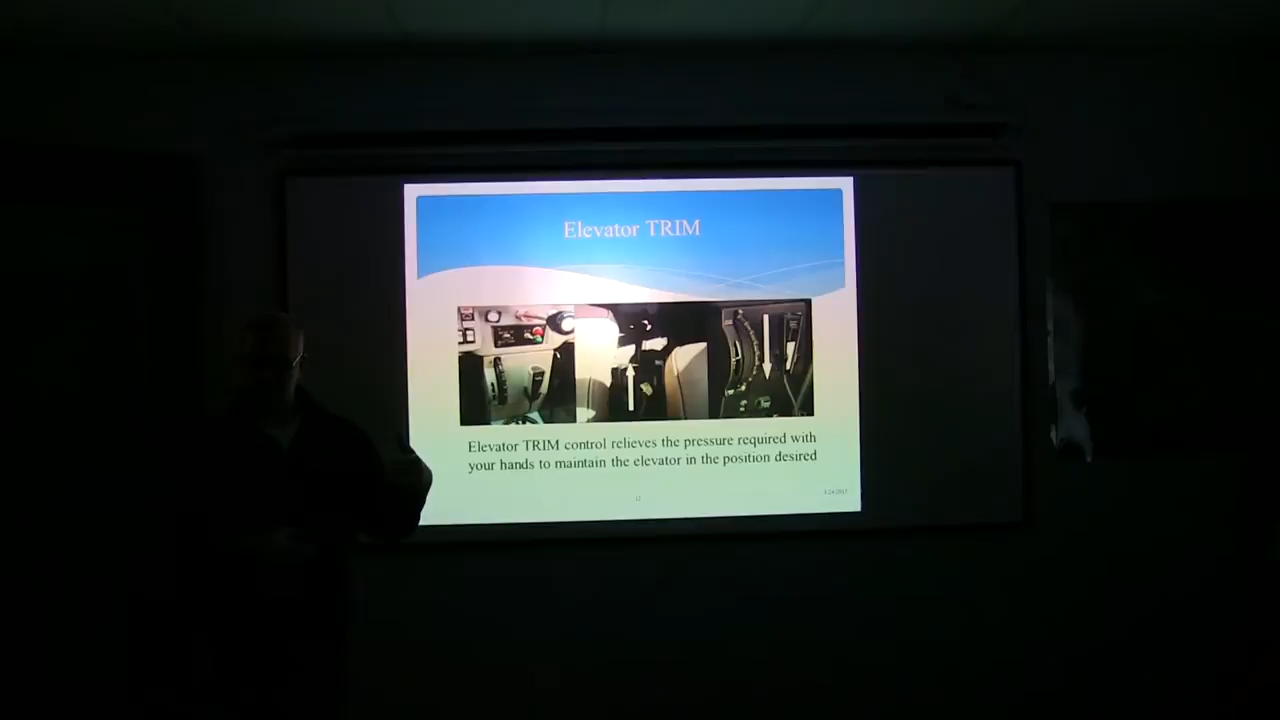 Elevator TRIM
Elevator TRIM control relieves the pressure required with
your hands to maintain the elevator in the position desired
12